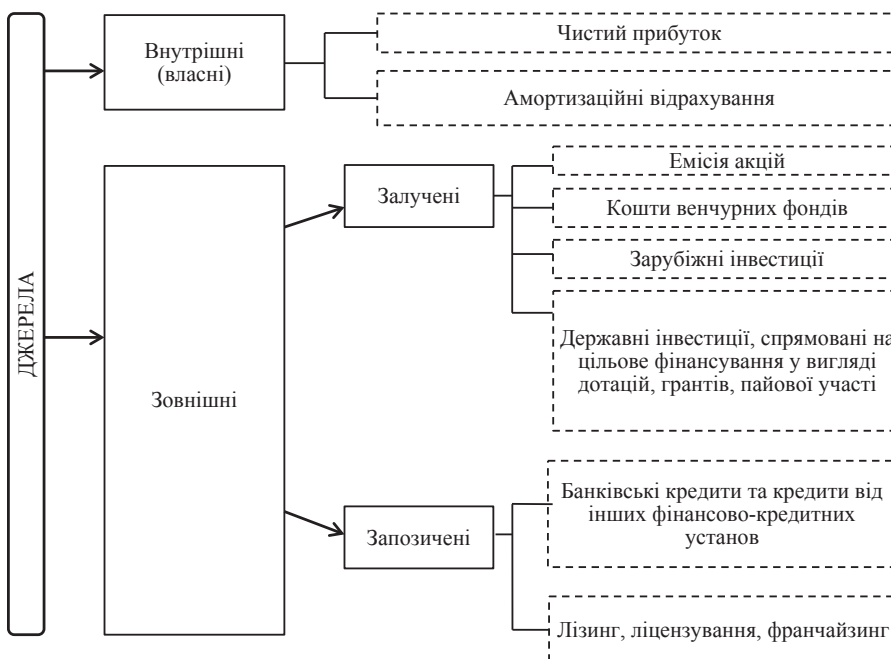 ДЖЕРЕЛА
Внутрішні
(власні)
Чистий прибуток
Амортизаційні відрахування
Зовнішні
Залучені
Емісія акцій
Кошти венчурних фондів
Зарубіжні інвестиції
Державні інвестиції, спрямовані на
цільове фінансування у вигляді
дотацій, грантів, пайової участі
Запозичені
Банківські кредити та кредити від
інших фінансово-кредитних
установ
Лізинг, ліцензування, франчайзинг